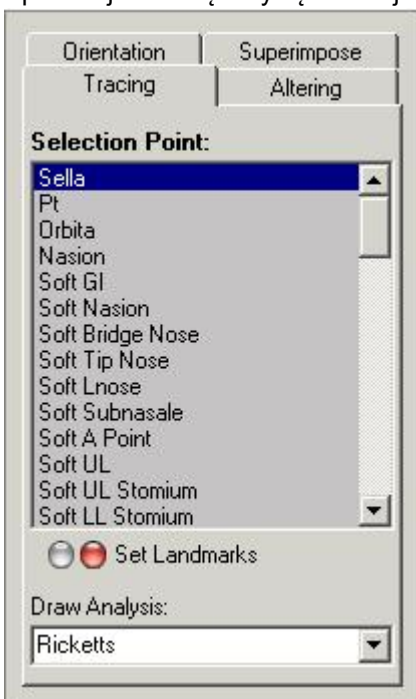 Orientation Superimpose
Tracing Altering
Selection Point:
Sella
Pt
Orbita
Nasion
Soft Gl
Soft Nasion
Soft Bridge Nose
Soft Tip Nose
Soft Lnose
Soft Subnasale
Soft A Point
Soft UL
Soft UL Stomium
Soft LL Stomium
Set Landmarks
Draw Analysis:
Ricketts